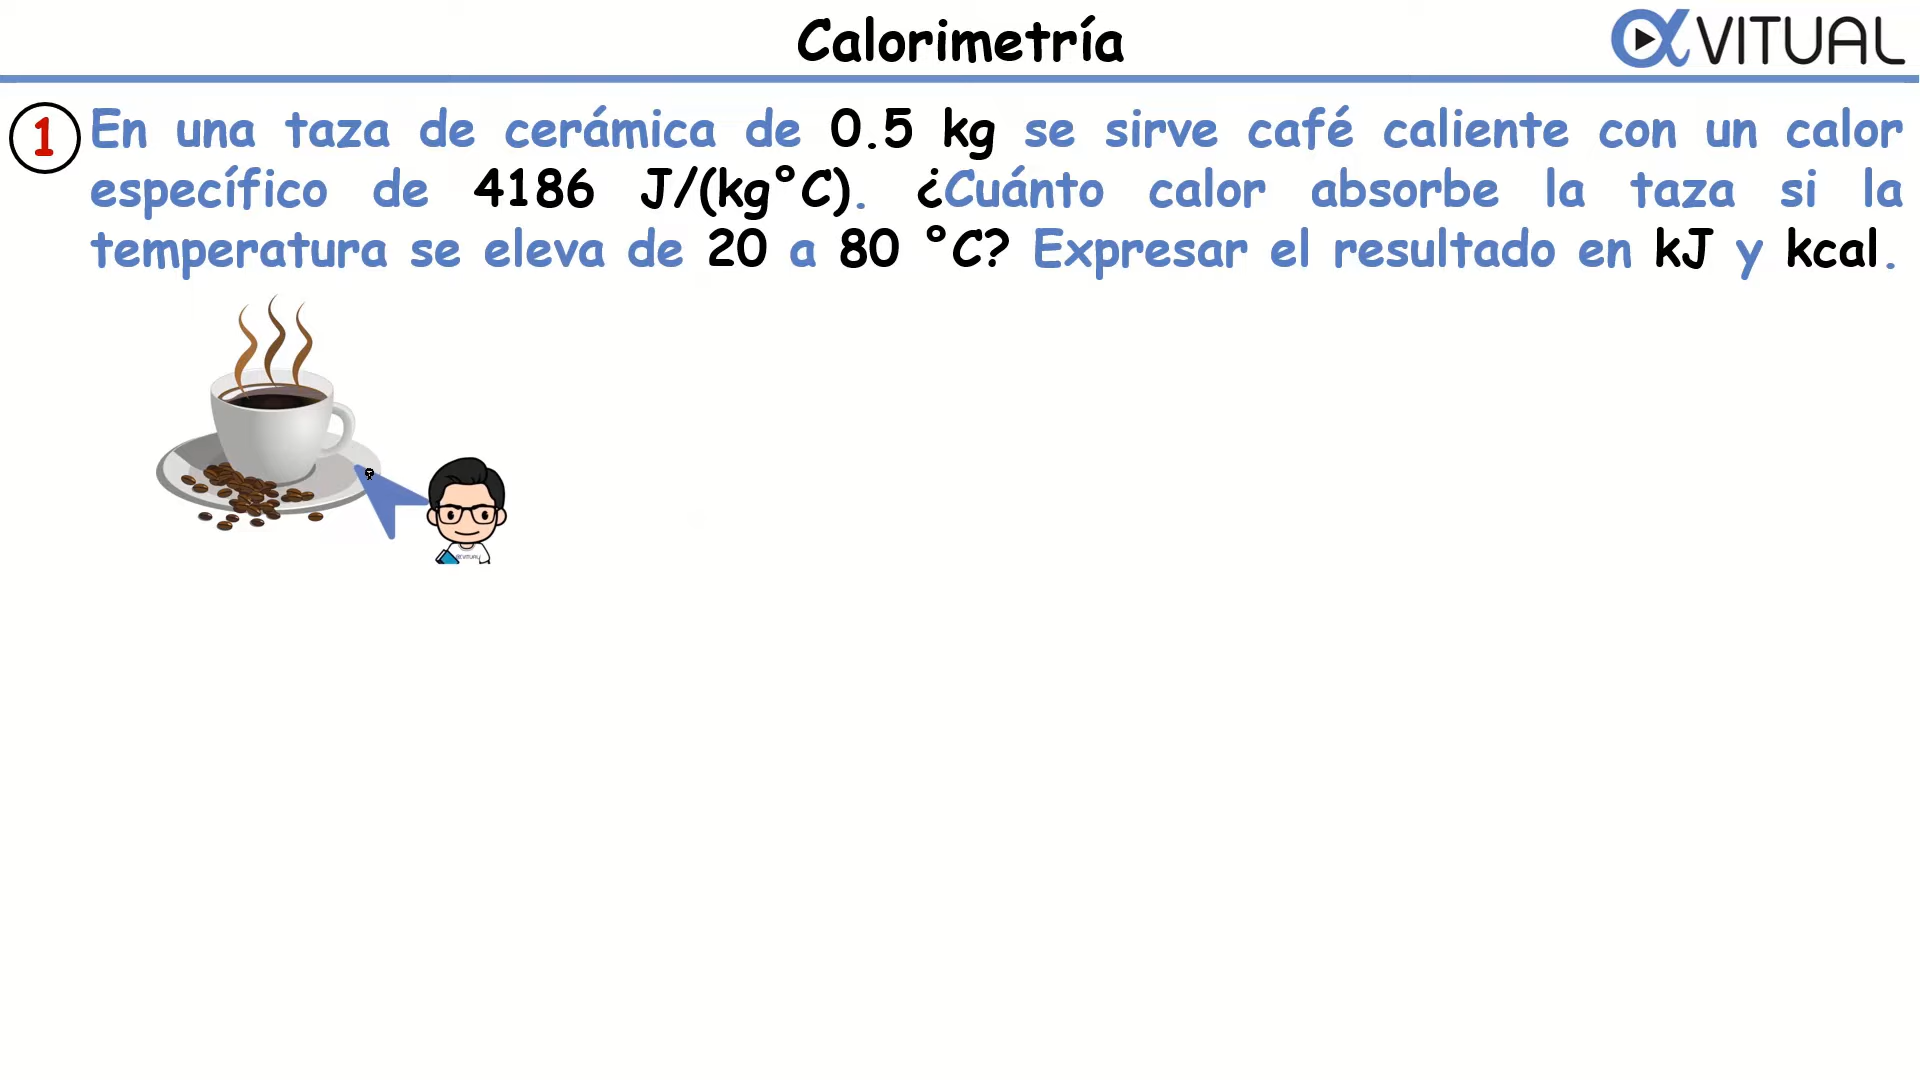 Calorimetría
VITUAL
1
En una taza de cerámica de 0.5 kg se sirve café caliente con un calor
específico de 4186 J/(kg°C). ¿Cuánto calor absorbe la taza si la
temperatura se eleva de 20 a 80 °C? Expresar el resultado en kJ y kcal.